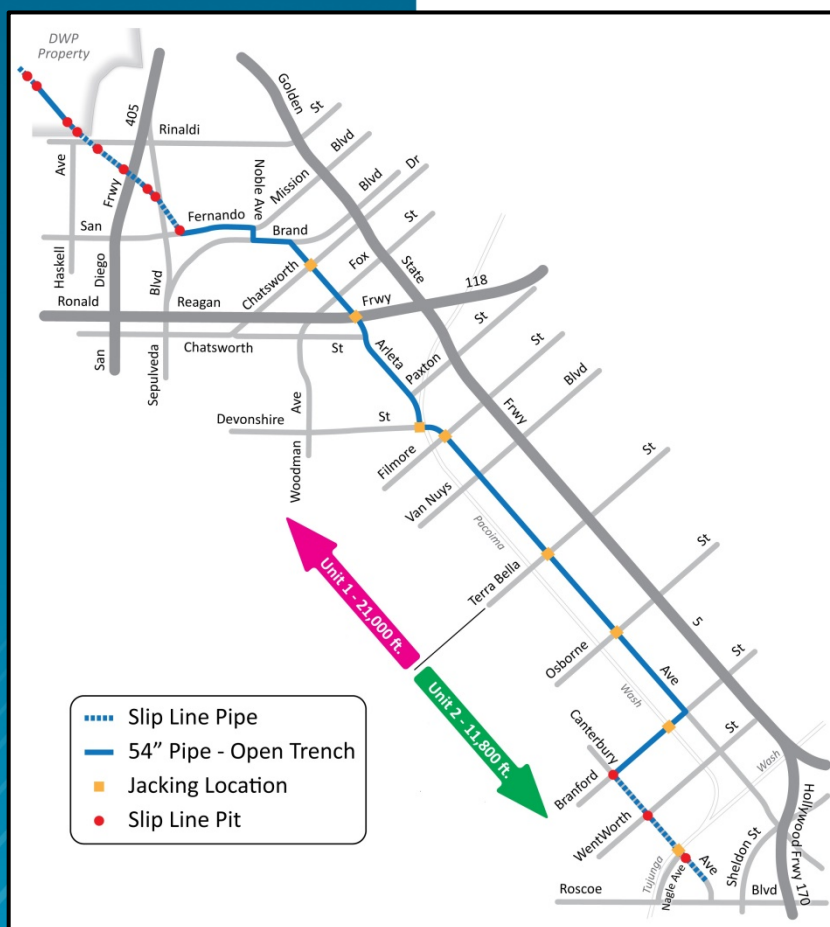 DWP
Property
405
Golden
St
Rinaldi
Blvd
Ave
Frwy
Noble Ave
Mission
Blvd
Dr
Fernando
San
Brand
St
Haskell
Diego
Blvd
Chatsworth
Fox
State
118
Ronald
Reagan
Frwy
San
Sepulveda
Chatsworth
St
Arleta
Paxton
St
St
Blvd
Ave
Frwy
Devonshire
St
Woodman
Filmore
Van Nuys
St
Pacoima
Unit 1 - 21,000 ft.
Terra Bella
St
Osborne
5
Ave
St
Unit 2 - 11,800 ft.
Wash
Canterbury
St
Wash
Branford
WentWorth
Hollywood Frwy 170
Sheldon St
Tujunga
Nagle Ave
Ave
Roscoe
Blvd
Slip Line Pipe
54” Pipe - Open Trench
Jacking Location
Slip Line Pit